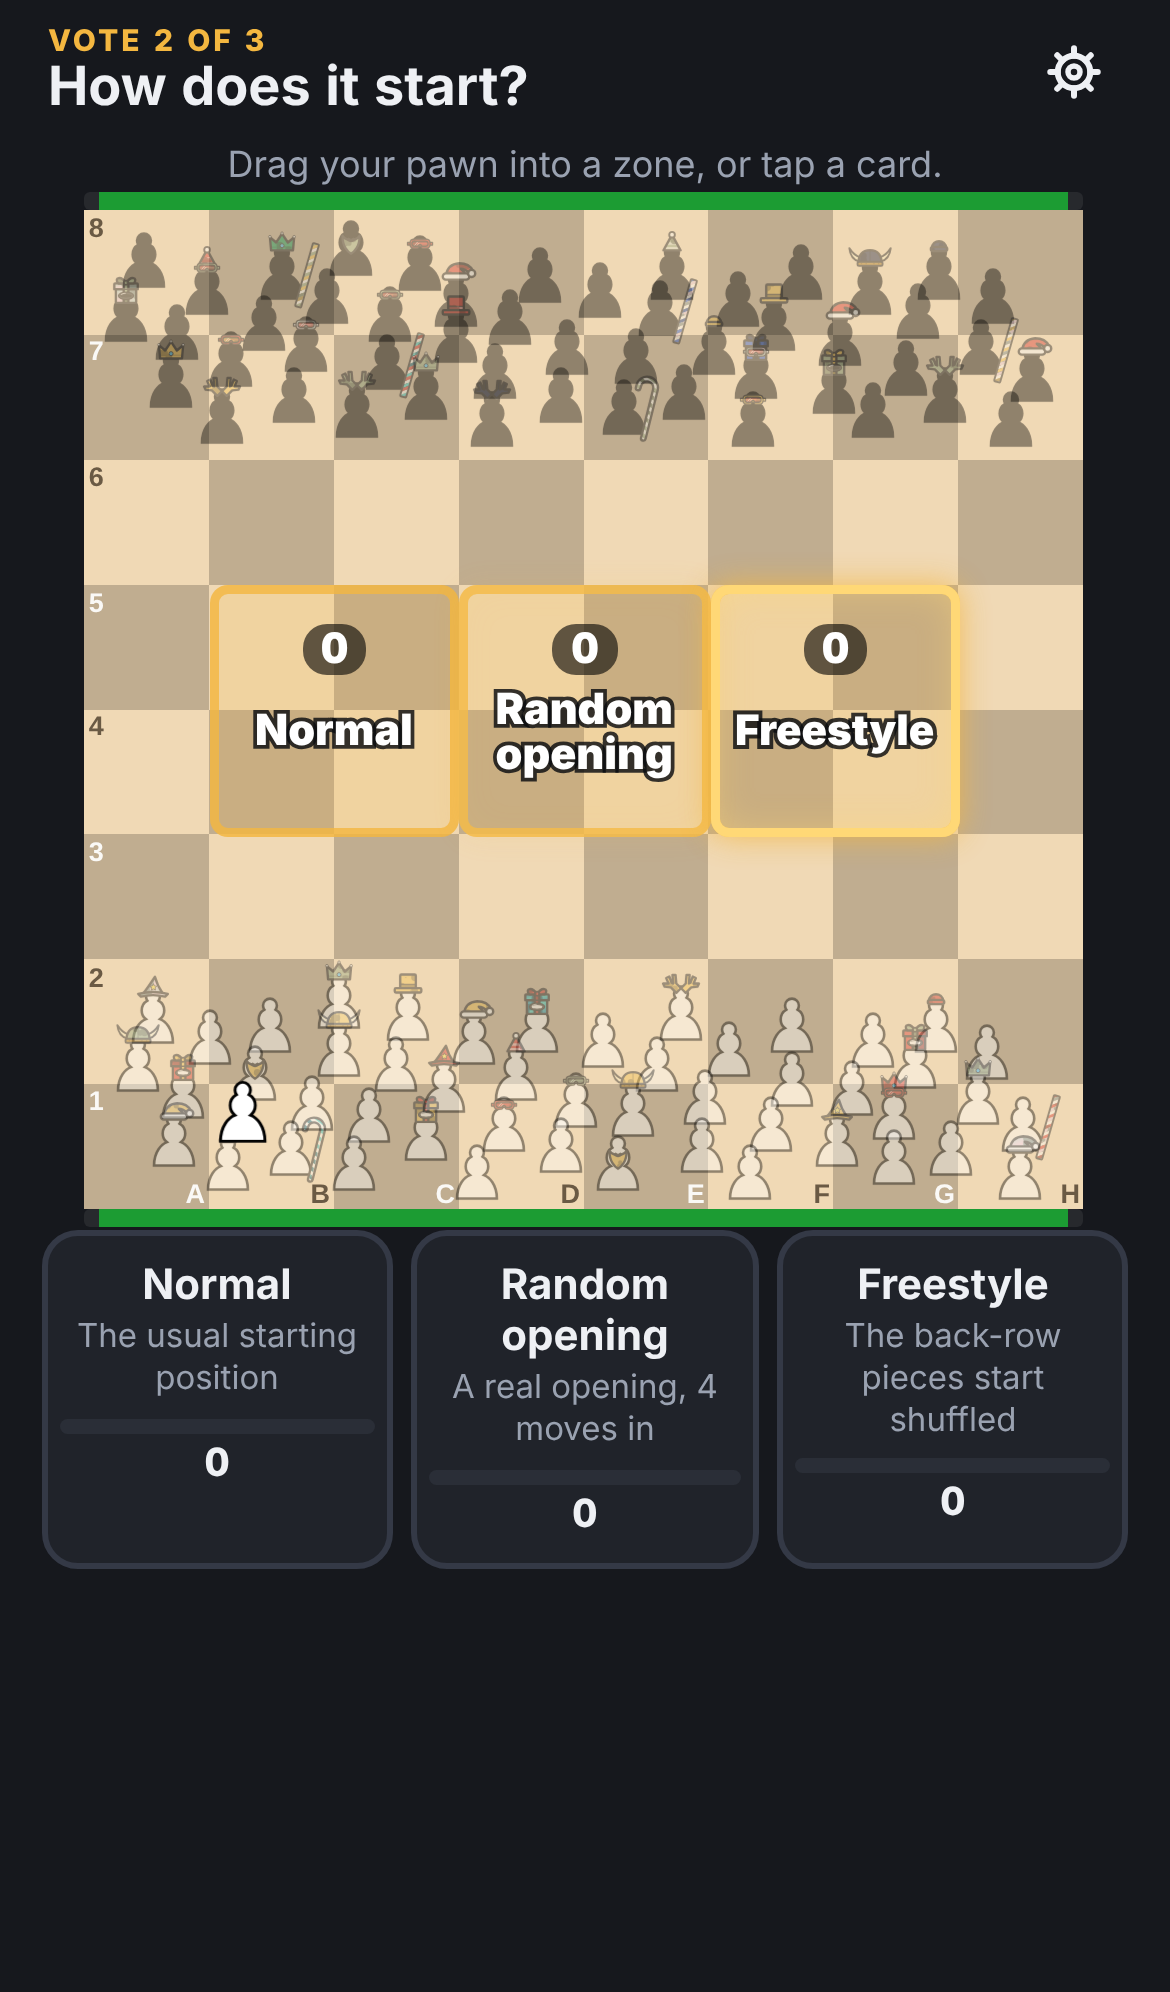 VOTE 2 OF 3
How does it start?
Drag your pawn into a zone, or tap a card.
8
7
6
5
0
0
0
Normal
Random
opening
Freestyle
4
3
2
1
A
B
C
D
E
F
G
H
Normal
The usual starting
position
0
Random
opening
A real opening, 4
moves in
0
Freestyle
The back-row
pieces start
shuffled
0